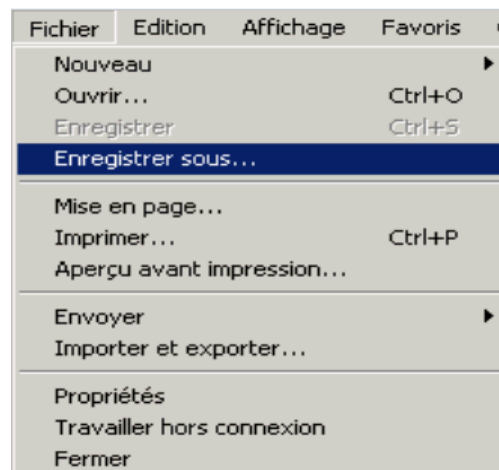 Fichier Edition Affichage Favoris
Nouveau
Ouvrir... Ctrl+O
Enregistrer Ctrl+S
Enregistrer sous...
Mise en page...
Imprimer... Ctrl+P
Aperçu avant impression...
Envoyer
Importer et exporter...
Propriétés
Travailler hors connexion
Fermer